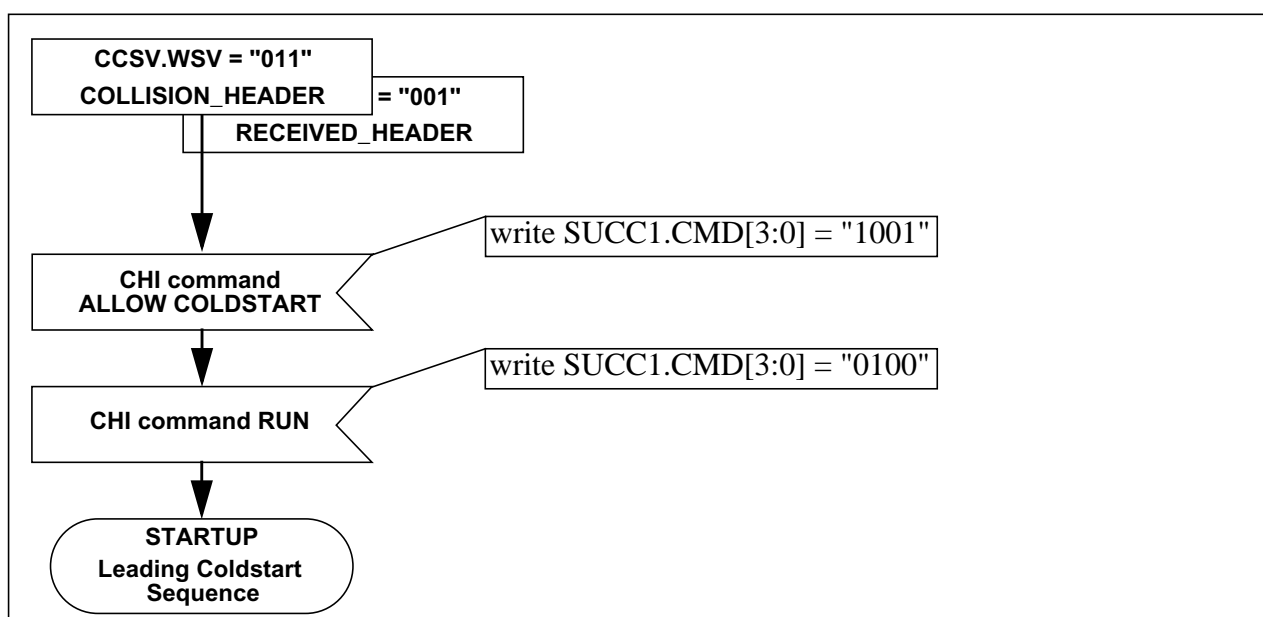 CCSV.WSV = "011"
COLLISION_HEADER
= "001"
RECEIVED_HEADER
write SUCC1.CMD[3:0] = "1001"
CHI command
ALLOW COLDSTART
write SUCC1.CMD[3:0] = "0100"
CHI command RUN
STARTUP
Leading Coldstart
Sequence